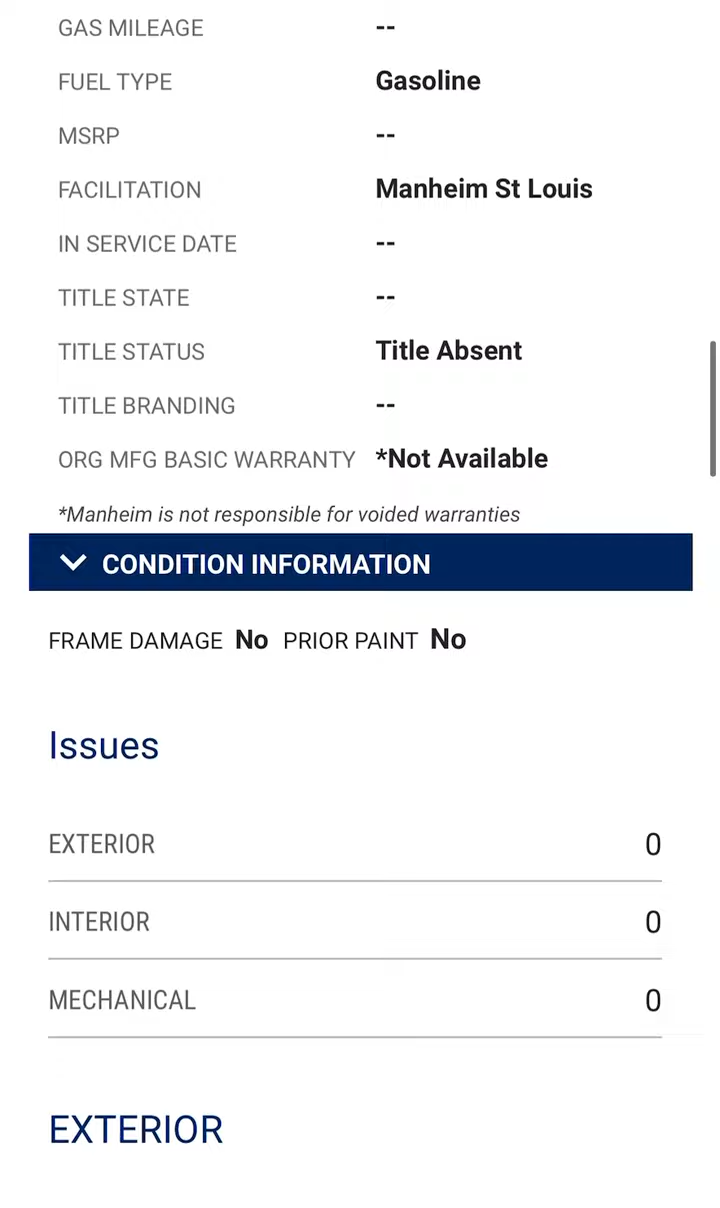 GAS MILEAGE --
FUEL TYPE Gasoline
MSRP --
FACILITATION Manheim St Louis
IN SERVICE DATE --
TITLE STATE --
TITLE STATUS Title Absent
TITLE BRANDING --
ORG MFG BASIC WARRANTY *Not Available
*Manheim is not responsible for voided warranties
CONDITION INFORMATION
FRAME DAMAGE No PRIOR PAINT No
Issues
EXTERIOR 0
INTERIOR 0
MECHANICAL 0
EXTERIOR